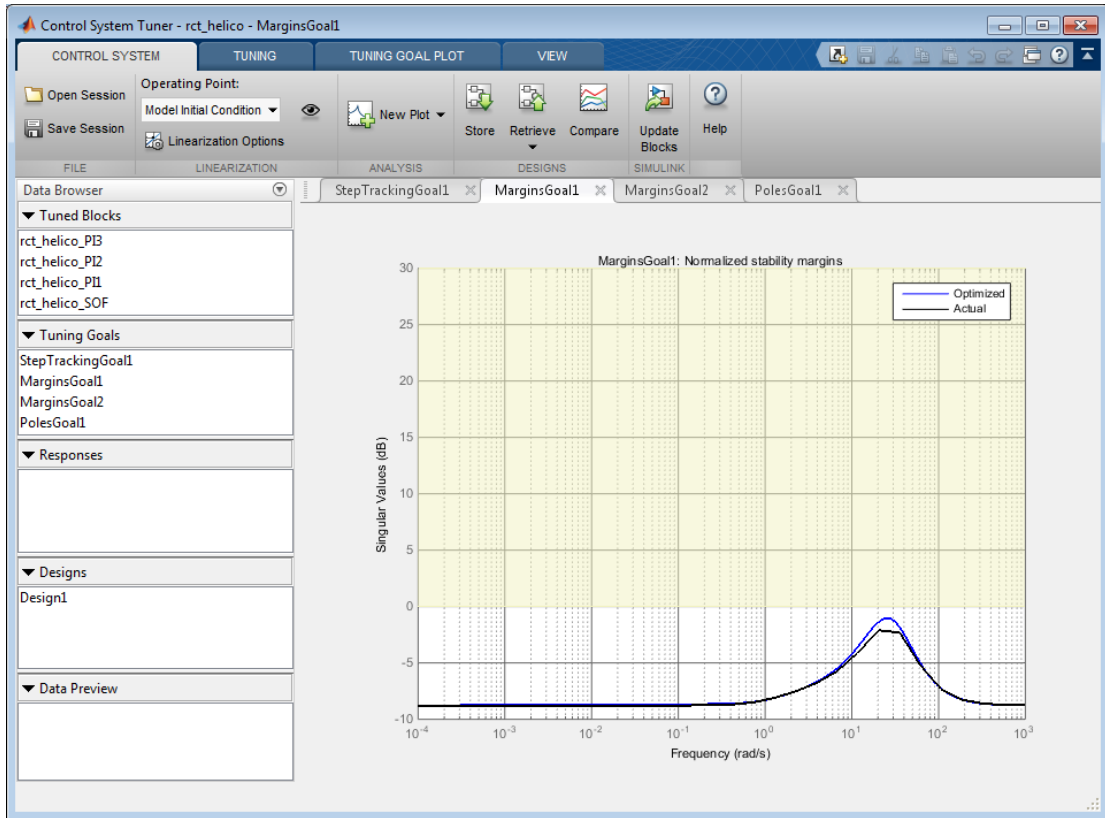 Control System Tuner - rct_helico - MarginsGoal1
CONTROL SYSTEM TUNING TUNING GOAL PLOT VIEW
Open Session
Save Session
FILE
Operating Point:
Model Initial Condition
Linearization Options
LINEARIZATION
New Plot
ANALYSIS
Store Retrieve Compare
DESIGNS
Update
Blocks
SIMULINK
Help
Data Browser
Tuned Blocks
rct_helico_PI3
rct_helico_PI2
rct_helico_PI1
rct_helico_SOF
Tuning Goals
StepTrackingGoal1
MarginsGoal1
MarginsGoal2
PolesGoal1
Responses
Designs
Design1
Data Preview
StepTrackingGoal1 MarginsGoal1 MarginsGoal2 PolesGoal1
MarginsGoal1: Normalized stability margins
Optimized
Actual
30
25
20
15
10
5
0
-5
-10
Singular Values (dB)
10^-4 10^-3 10^-2 10^-1 10^0 10^1 10^2 10^3
Frequency (rad/s)